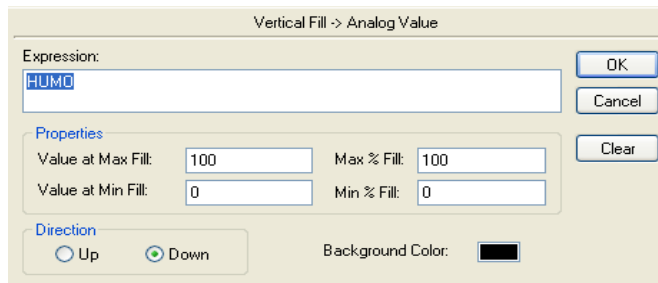 Vertical Fill -> Analog Value
Expression:
HUMO
OK
Cancel
Clear
Properties
Value at Max Fill: 100 Max % Fill: 100
Value at Min Fill: 0 Min % Fill: 0
Direction
Up Down Background Color: